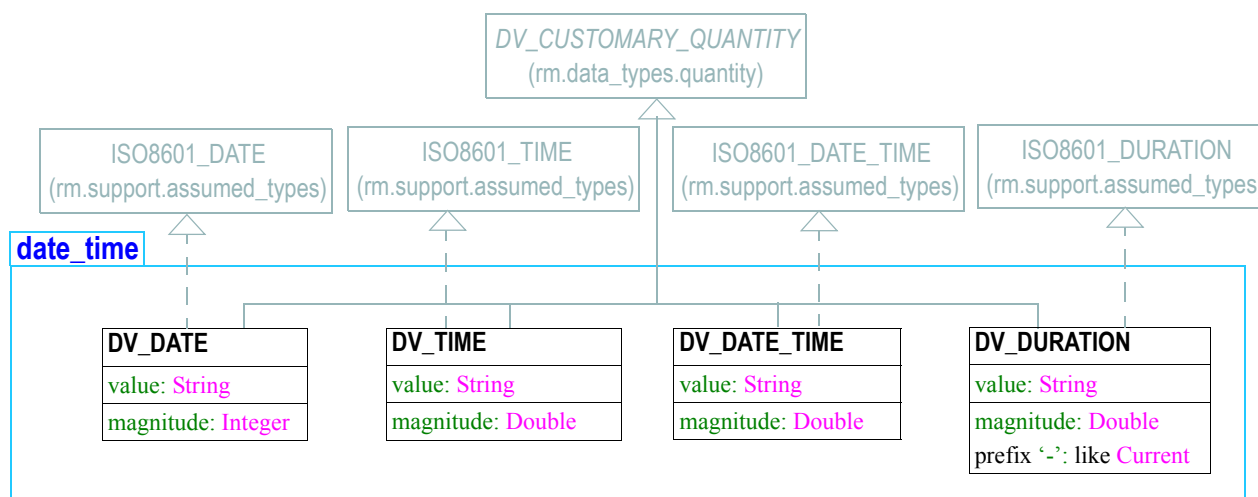 DV_CUSTOMARY_QUANTITY
(rm.data_types.quantity)
ISO8601_DATE
(rm.support.assumed_types)
ISO8601_TIME
(rm.support.assumed_types)
ISO8601_DATE_TIME
(rm.support.assumed_types)
ISO8601_DURATION
(rm.support.assumed_types
date_time
DV_DATE
value: String
magnitude: Integer
DV_TIME
value: String
magnitude: Double
DV_DATE_TIME
value: String
magnitude: Double
DV_DURATION
value: String
magnitude: Double
prefix ‘-’: like Current